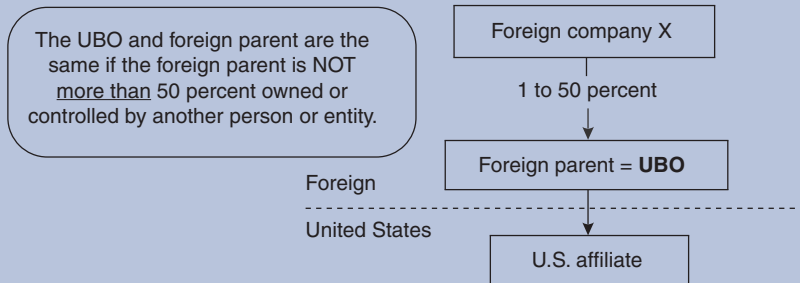 The UBO and foreign parent are the
same if the foreign parent is NOT
more than 50 percent owned or
controlled by another person or entity.
Foreign company X
1 to 50 percent
Foreign parent = UBO
Foreign
United States
U.S. affiliate